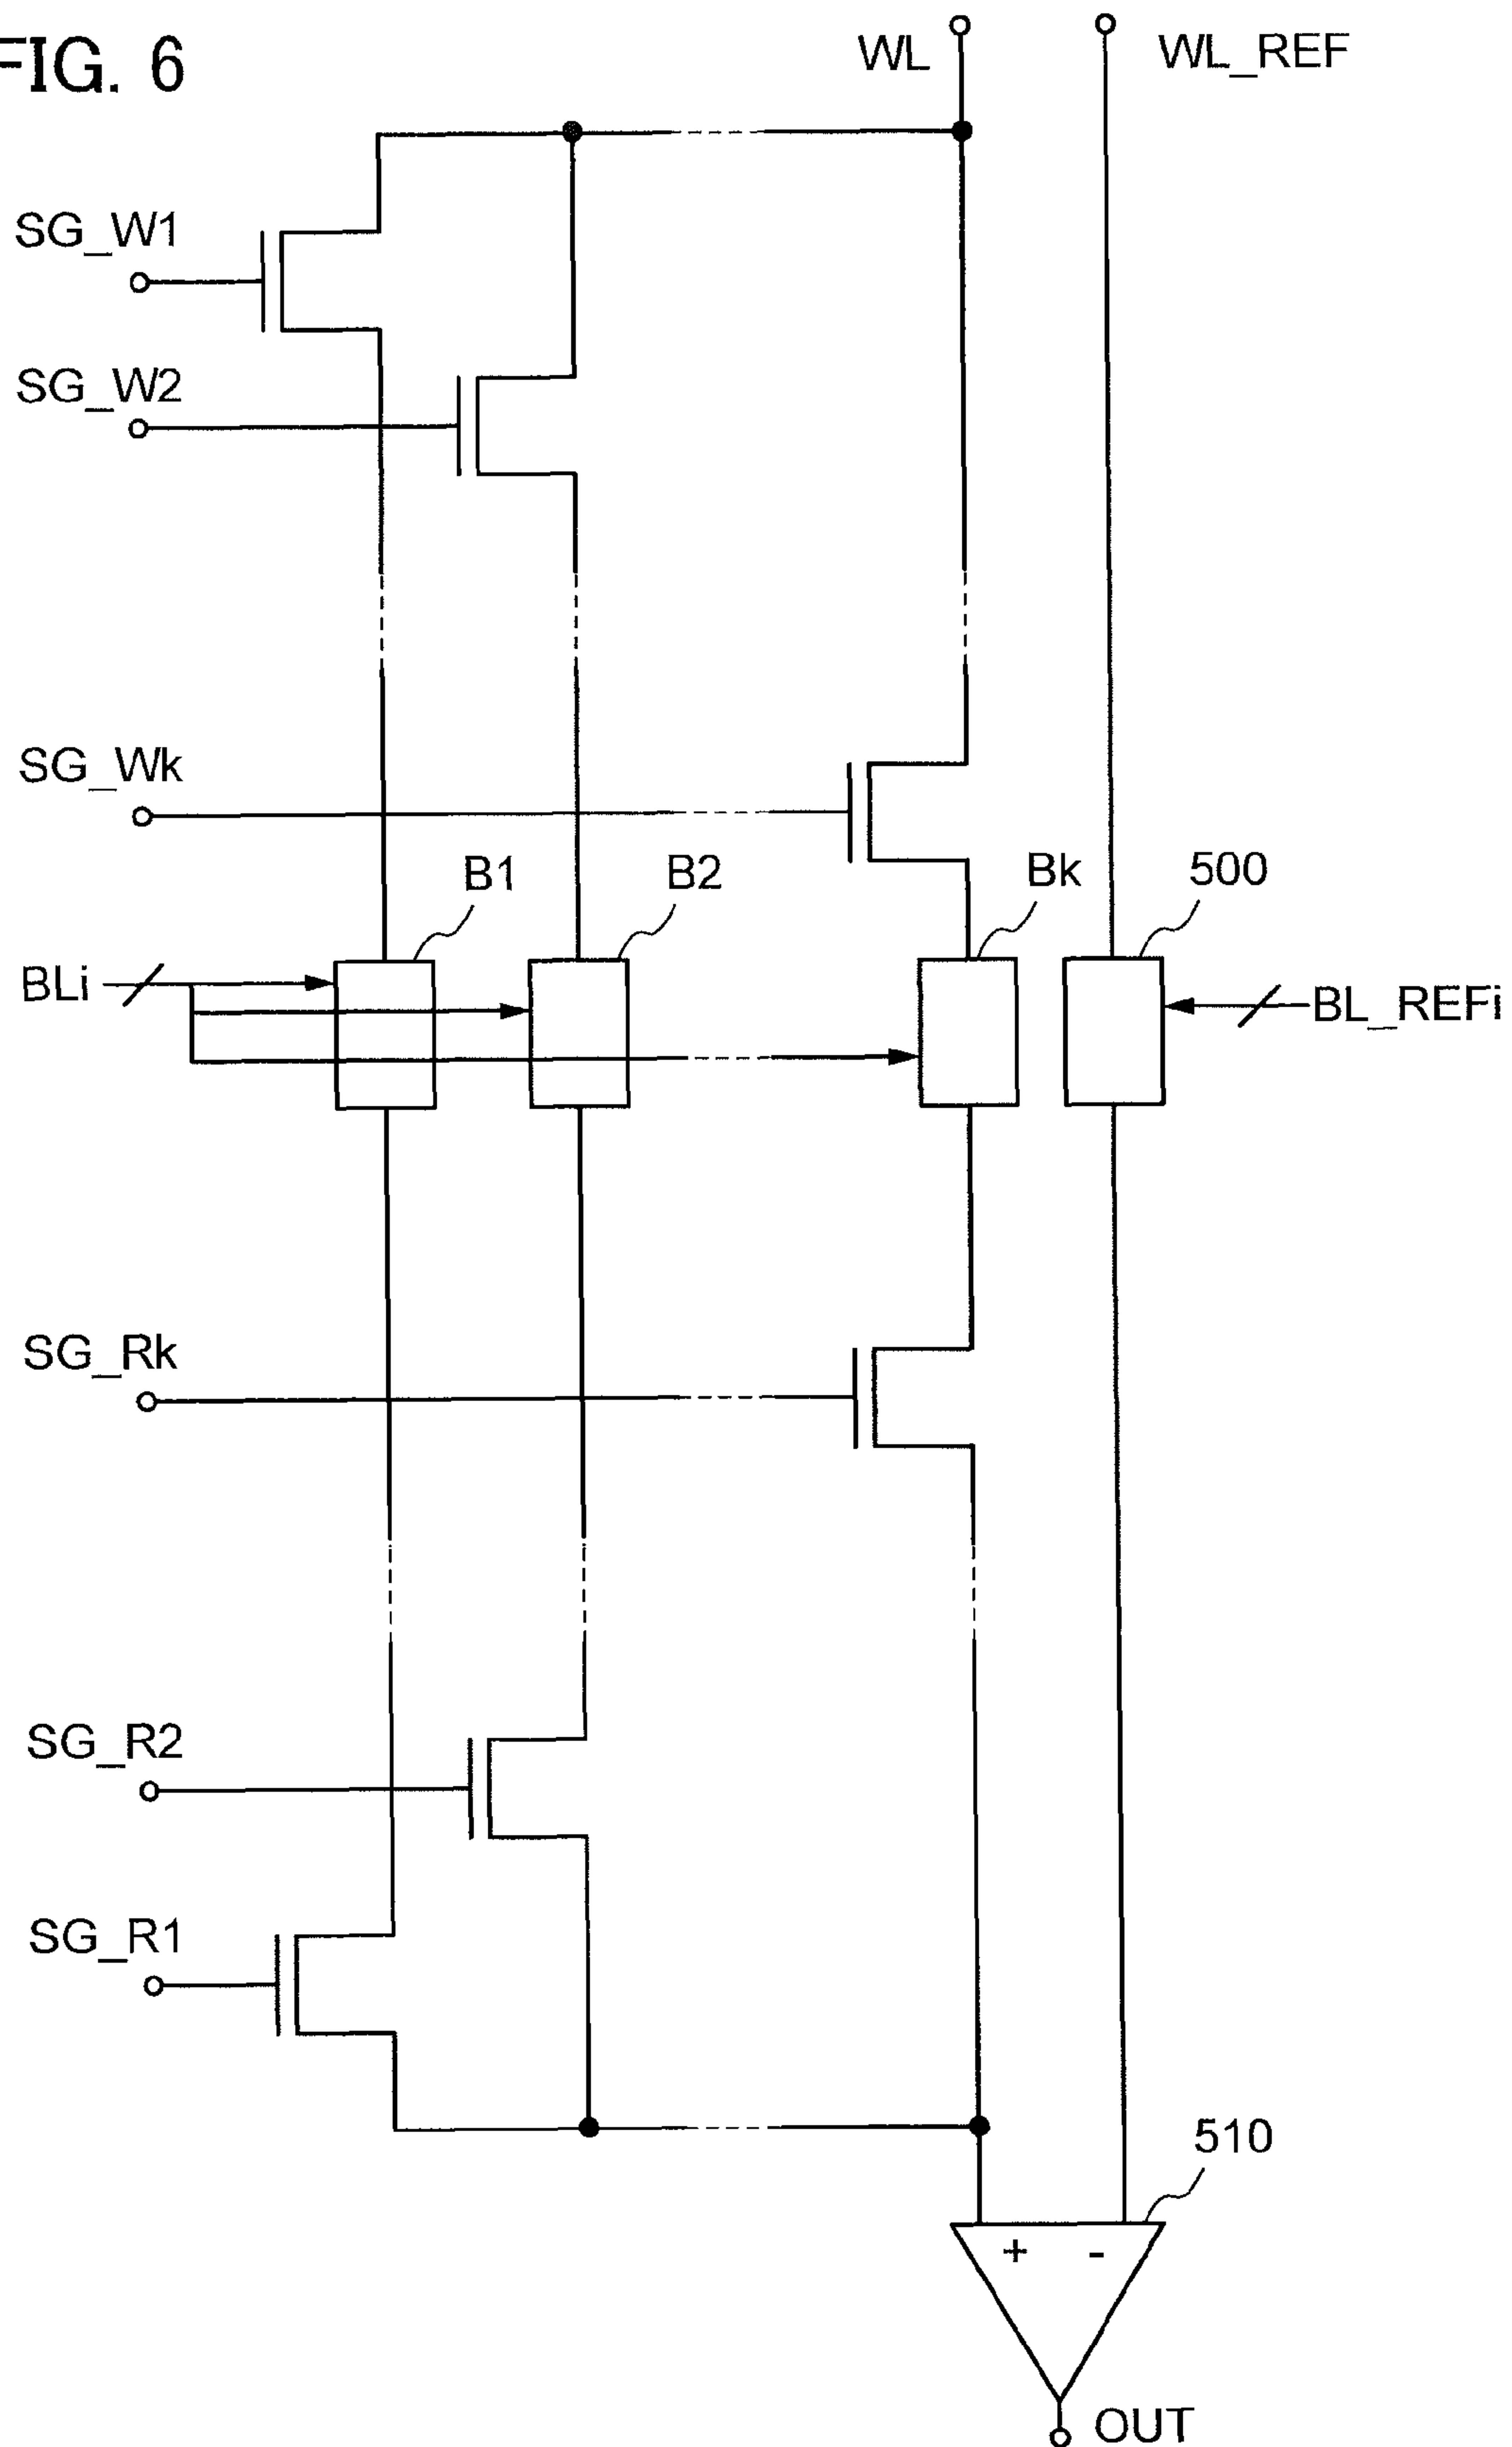 FIG. 6
WL
WL_REF
SG_W1
SG_W2
SG_Wk
B1
B2
Bk
500
BLi
BL_REFi
SG_Rk
SG_R2
SG_R1
510
+ -
OUT